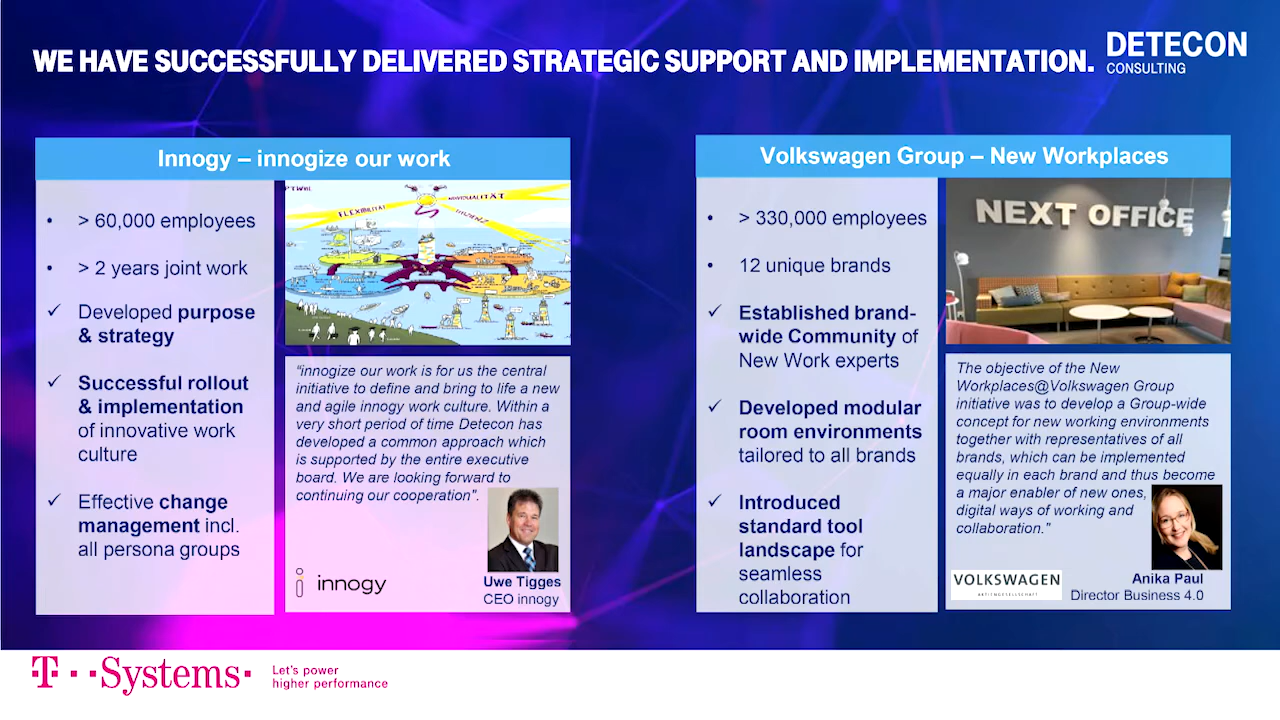 WE HAVE SUCCESSFULLY DELIVERED STRATEGIC SUPPORT AND IMPLEMENTATION.
DETECON
CONSULTING
Innogy – innogize our work
• > 60,000 employees
• > 2 years joint work
✓ Developed purpose
& strategy
✓ Successful rollout
& implementation
of innovative work
culture
✓ Effective change
management incl.
all persona groups
FLEXIBILITÄT
INDIVIDUALITÄT
EFFIZIENZ
"innogize our work is for us the central
initiative to define and bring to life a new
and agile innogy work culture. Within a
very short period of time Detecon has
developed a common approach which
is supported by the entire executive
board. We are looking forward to
continuing our cooperation".
innogy
Uwe Tigges
CEO innogy
Volkswagen Group – New Workplaces
• > 330,000 employees
• 12 unique brands
✓ Established brand-
wide Community of
New Work experts
✓ Developed modular
room environments
tailored to all brands
✓ Introduced
standard tool
landscape for
seamless
collaboration
NEXT OFFICE
The objective of the New
Workplaces@Volkswagen Group
initiative was to develop a Group-wide
concept for new working environments
together with representatives of all
brands, which can be implemented
equally in each brand and thus become
a major enabler of new ones,
digital ways of working and
collaboration."
VOLKSWAGEN
AKTIENGESELLSCHAFT
Anika Paul
Director Business 4.0
T··Systems·
Let's power
higher performance